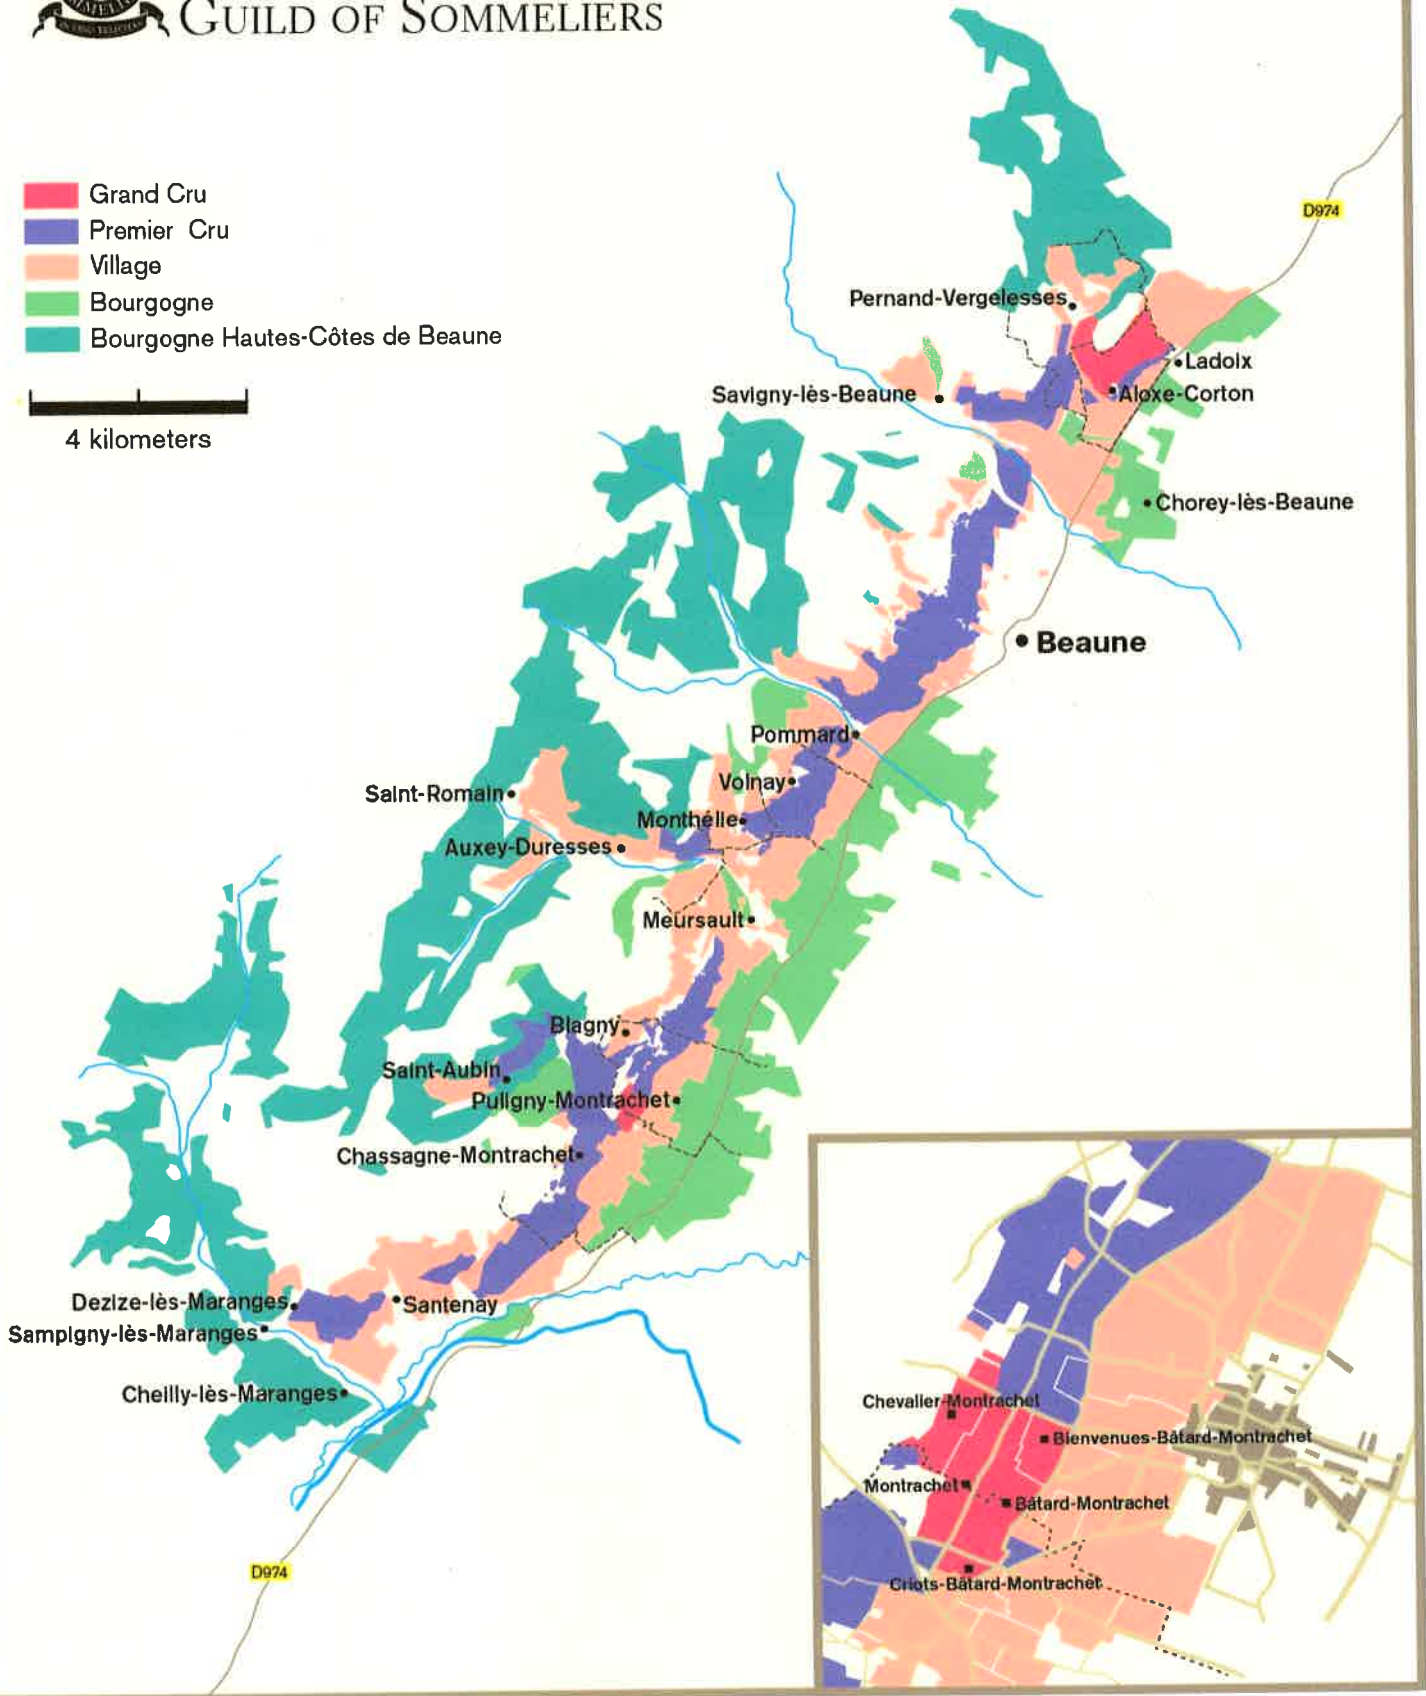 GUILD OF SOMMELIERS
Grand Cru
Premier Cru
Village
Bourgogne
Bourgogne Hautes-Côtes de Beaune
4 kilometers
D974
Pernand-Vergelesses
Ladoix
Savigny-lès-Beaune
Aloxe-Corton
Chorey-lès-Beaune
Beaune
Pommard
Volnay
Saint-Romain
Monthélie
Auxey-Duresses
Meursault
Blagny
Saint-Aubin
Puligny-Montrachet
Chassagne-Montrachet
Dezize-lès-Maranges
Santenay
Sampigny-lès-Maranges
Cheilly-lès-Maranges
D974
Chevalier-Montrachet
Bienvenues-Bâtard-Montrachet
Montrachet
Bâtard-Montrachet
Criots-Bâtard-Montrachet